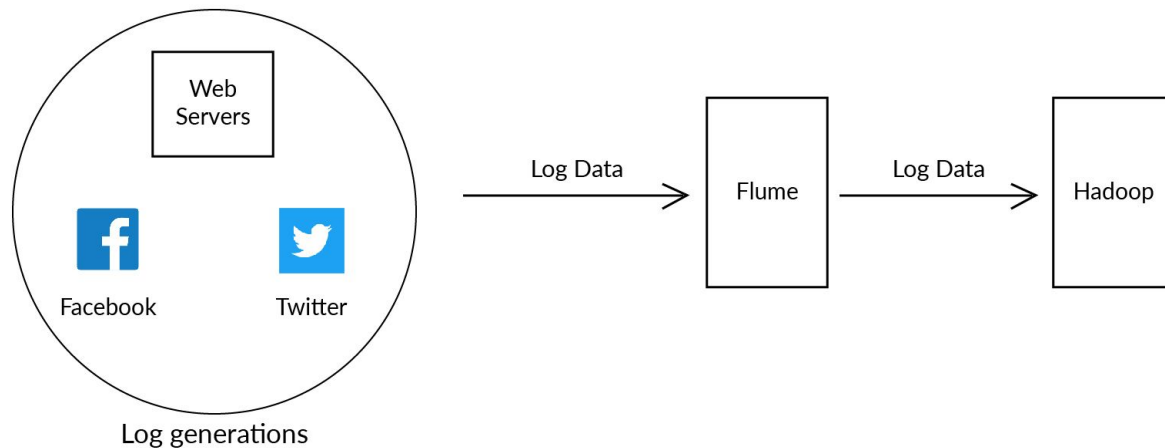 Web
Servers
Facebook
Twitter
Log generations
Log Data
Flume
Log Data
Hadoop